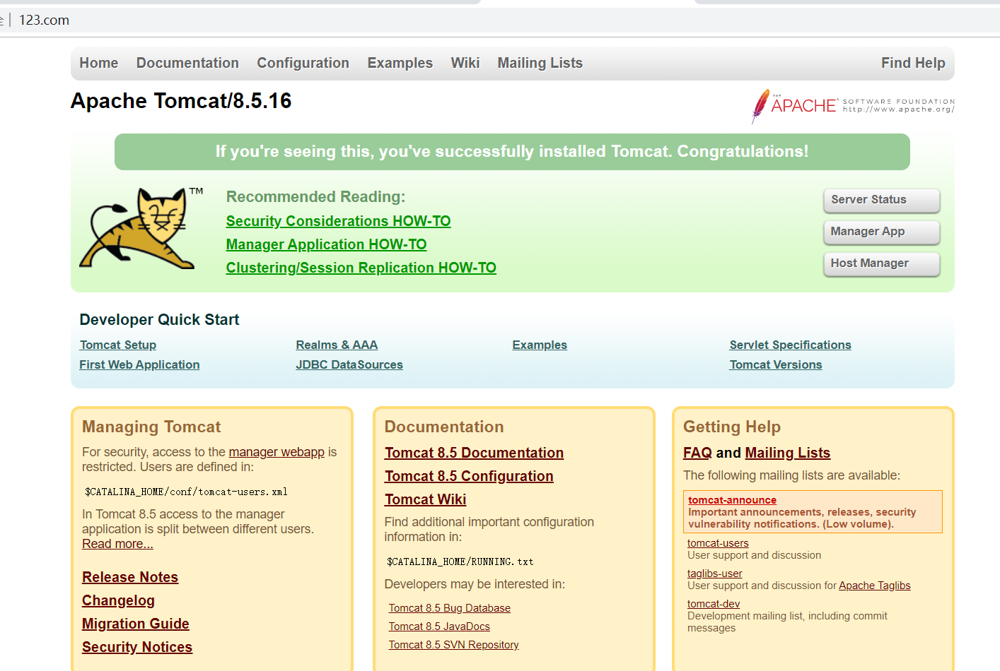 123.com
Home Documentation Configuration Examples Wiki Mailing Lists Find Help
Apache Tomcat/8.5.16
THE
APACHE SOFTWARE FOUNDATION
http://www.apache.org/
If you're seeing this, you've successfully installed Tomcat. Congratulations!
TM
Recommended Reading:
Security Considerations HOW-TO
Manager Application HOW-TO
Clustering/Session Replication HOW-TO
Server Status
Manager App
Host Manager
Developer Quick Start
Tomcat Setup
First Web Application
Realms & AAA
JDBC DataSources
Examples
Servlet Specifications
Tomcat Versions
Managing Tomcat
For security, access to the manager webapp is
restricted. Users are defined in:
$CATALINA_HOME/conf/tomcat-users.xml
In Tomcat 8.5 access to the manager
application is split between different users.
Read more...
Release Notes
Changelog
Migration Guide
Security Notices
Documentation
Tomcat 8.5 Documentation
Tomcat 8.5 Configuration
Tomcat Wiki
Find additional important configuration
information in:
$CATALINA_HOME/RUNNING.txt
Developers may be interested in:
Tomcat 8.5 Bug Database
Tomcat 8.5 JavaDocs
Tomcat 8.5 SVN Repository
Getting Help
FAQ and Mailing Lists
The following mailing lists are available:
tomcat-announce
Important announcements, releases, security
vulnerability notifications. (Low volume).
tomcat-users
User support and discussion
taglibs-user
User support and discussion for Apache Taglibs
tomcat-dev
Development mailing list, including commit
messages